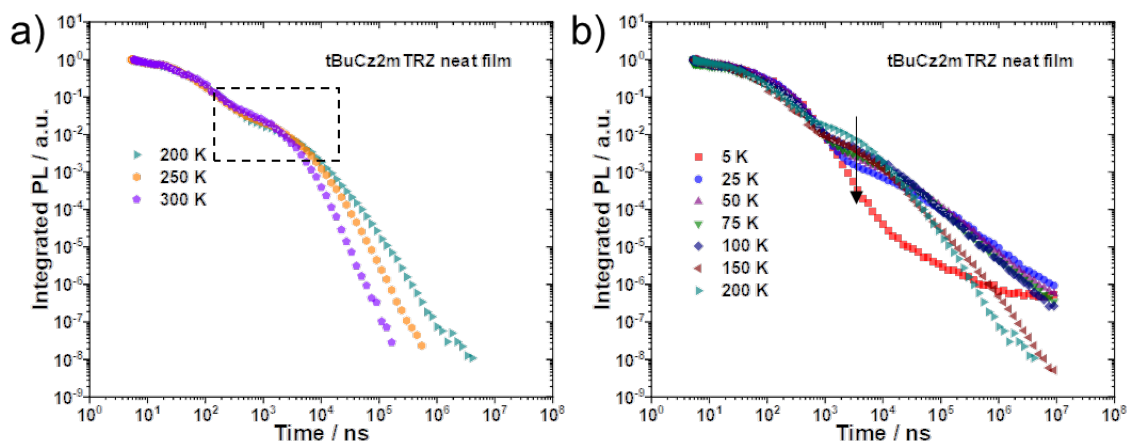 a)
Integrated PL / a.u.
10^1
10^0
10^-1
10^-2
10^-3
10^-4
10^-5
10^-6
10^-7
10^-8
10^-9
tBuCz2mTRZ neat film
200 K
250 K
300 K
10^0 10^1 10^2 10^3 10^4 10^5 10^6 10^7 10^8
Time / ns
b)
Integrated PL / a.u.
10^1
10^0
10^-1
10^-2
10^-3
10^-4
10^-5
10^-6
10^-7
10^-8
10^-9
tBuCz2mTRZ neat film
5 K
25 K
50 K
75 K
100 K
150 K
200 K
10^0 10^1 10^2 10^3 10^4 10^5 10^6 10^7 10^8
Time / ns